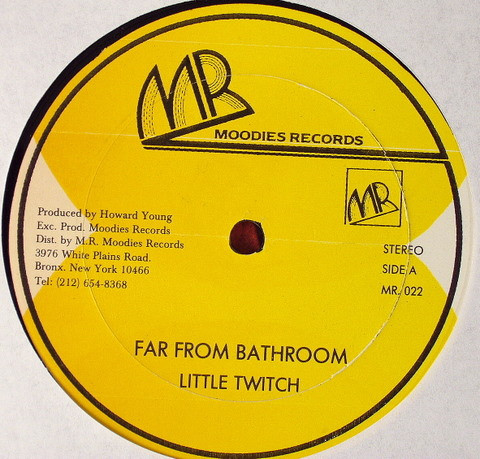 MR
MOODIES RECORDS
MR
Produced by Howard Young
Exc. Prod. Moodies Records
Dist. by M.R. Moodies Records
3976 White Plains Road.
Bronx. New York 10466
Tel: (212) 654-8368
STEREO
SIDE A
MR. 022
FAR FROM BATHROOM
LITTLE TWITCH